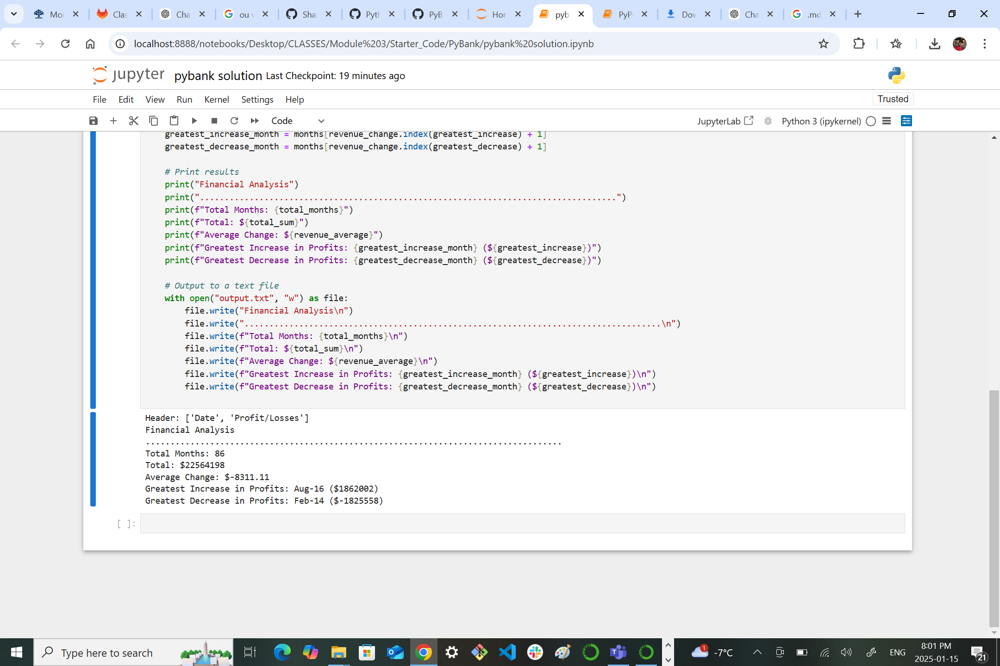 Mo
Clas
Cha
ou w
Sha
Pyth
PyB
Hon
pyb
PyP
Dov
Cha
.md
localhost:8888/notebooks/Desktop/CLASSES/Module%203/Starter_Code/PyBank/pybank%20solution.ipynb
jupyter pybank solution Last Checkpoint: 19 minutes ago
File Edit View Run Kernel Settings Help
Trusted
Code
JupyterLab
Python 3 (ipykernel)
greatest_increase_month = months[revenue_change.index(greatest_increase) + 1]
greatest_decrease_month = months[revenue_change.index(greatest_decrease) + 1]
# Print results
print("Financial Analysis")
print("....................................................................................")
print(f"Total Months: {total_months}")
print(f"Total: ${total_sum}")
print(f"Average Change: ${revenue_average}")
print(f"Greatest Increase in Profits: {greatest_increase_month} (${greatest_increase})")
print(f"Greatest Decrease in Profits: {greatest_decrease_month} (${greatest_decrease})")
# Output to a text file
with open("output.txt", "w") as file:
    file.write("Financial Analysis\n")
    file.write("....................................................................................\n")
    file.write(f"Total Months: {total_months}\n")
    file.write(f"Total: ${total_sum}\n")
    file.write(f"Average Change: ${revenue_average}\n")
    file.write(f"Greatest Increase in Profits: {greatest_increase_month} (${greatest_increase})\n")
    file.write(f"Greatest Decrease in Profits: {greatest_decrease_month} (${greatest_decrease})\n")
Header: ['Date', 'Profit/Losses']
Financial Analysis
....................................................................................
Total Months: 86
Total: $22564198
Average Change: $-8311.11
Greatest Increase in Profits: Aug-16 ($1862002)
Greatest Decrease in Profits: Feb-14 ($-1825558)
[ ]:
Type here to search
1
-7°C
ENG
8:01 PM
2025-01-15
21